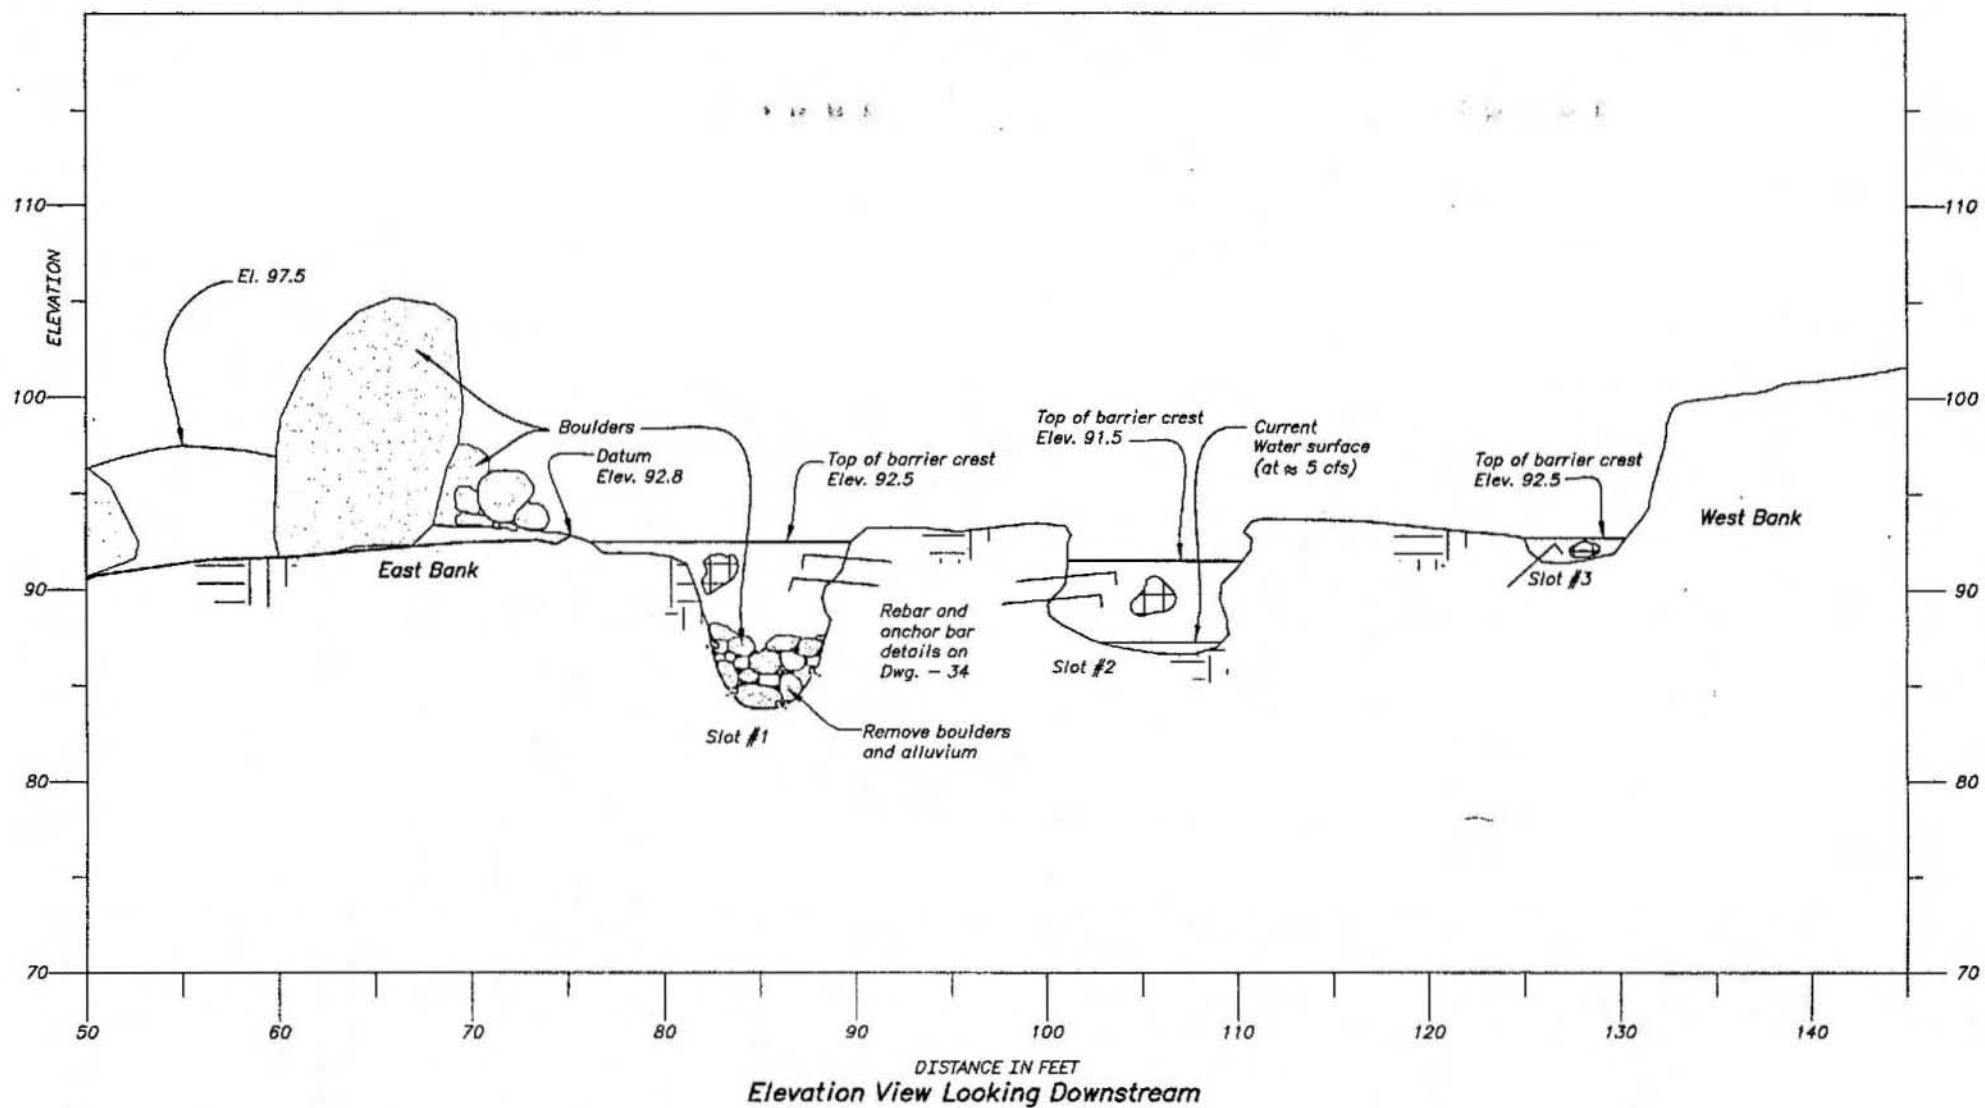 110
110
ELEVATION
El. 97.5
100
100
Boulders
Datum
Elev. 92.8
Top of barrier crest
Elev. 92.5
Top of barrier crest
Elev. 91.5
Current
Water surface
(at ≈ 5 cfs)
Top of barrier crest
Elev. 92.5
West Bank
East Bank
90
90
Rebar and
anchor bar
details on
Dwg. - 34
Slot #3
Slot #2
Slot #1
Remove boulders
and alluvium
80
80
70
70
50
60
70
80
90
100
110
120
130
140
DISTANCE IN FEET
Elevation View Looking Downstream